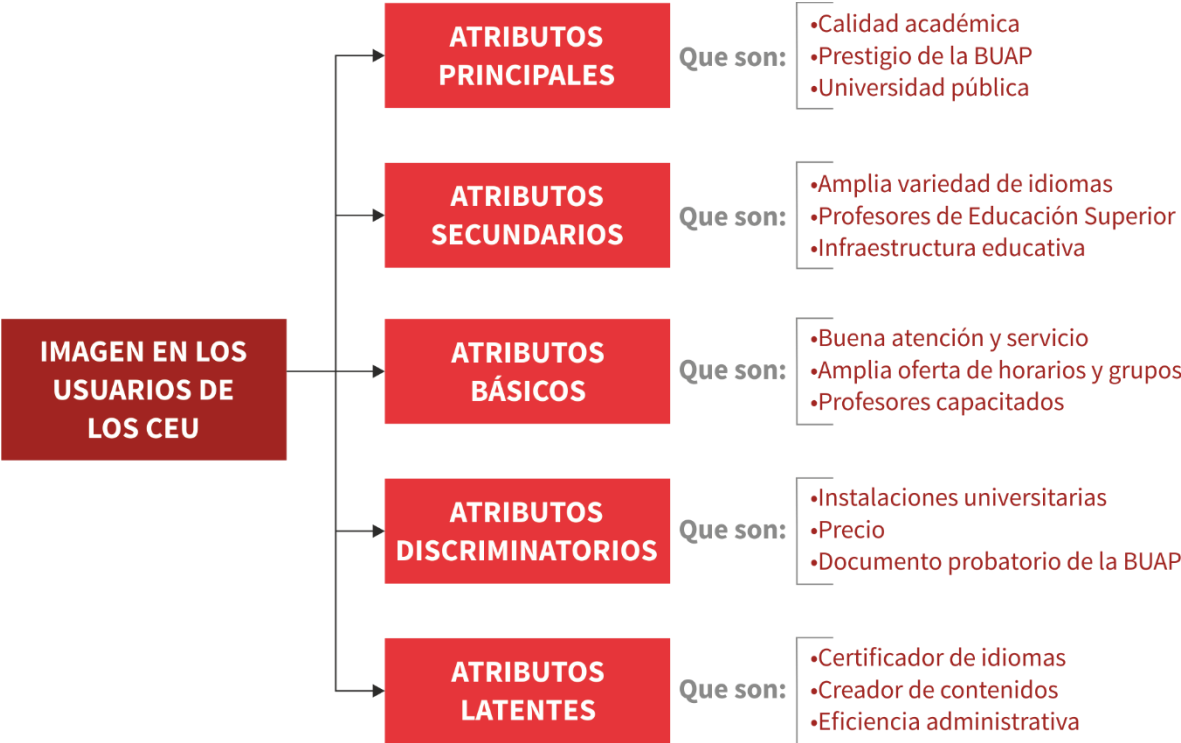 IMAGEN EN LOS
USUARIOS DE
LOS CEU
ATRIBUTOS
PRINCIPALES
Que son:
•Calidad académica
•Prestigio de la BUAP
•Universidad pública
ATRIBUTOS
SECUNDARIOS
Que son:
•Amplia variedad de idiomas
•Profesores de Educación Superior
•Infraestructura educativa
ATRIBUTOS
BÁSICOS
Que son:
•Buena atención y servicio
•Amplia oferta de horarios y grupos
•Profesores capacitados
ATRIBUTOS
DISCRIMINATORIOS
Que son:
•Instalaciones universitarias
•Precio
•Documento probatorio de la BUAP
ATRIBUTOS
LATENTES
Que son:
•Certificador de idiomas
•Creador de contenidos
•Eficiencia administrativa